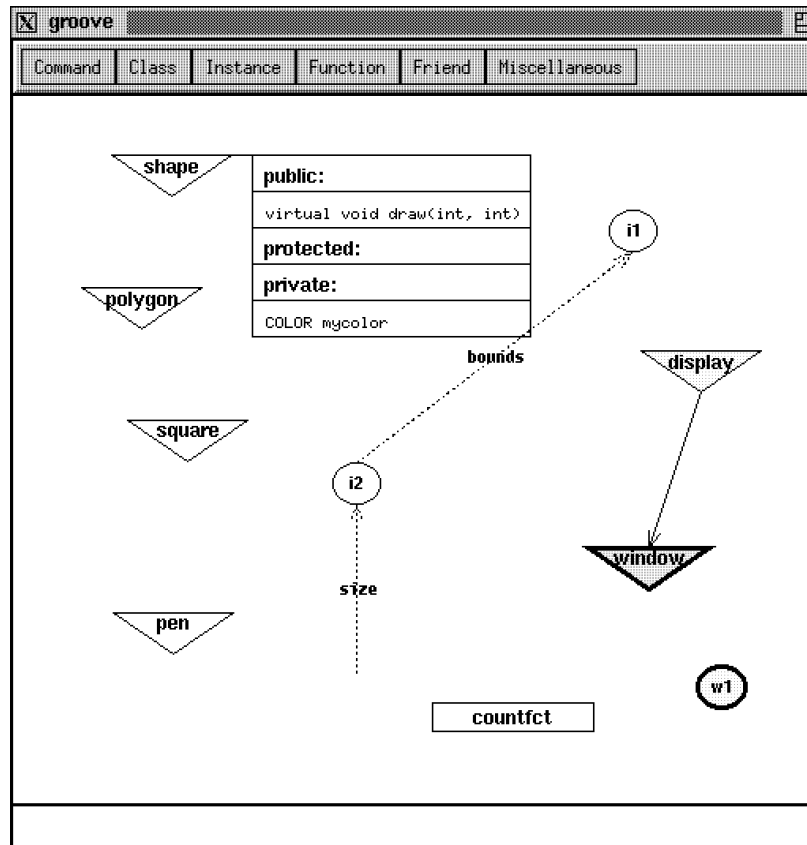 X groove
Command Class Instance Function Friend Miscellaneous
shape
public:
virtual void draw(int, int)
protected:
private:
COLOR mycolor
i1
polygon
bounds
display
square
i2
window
size
pen
w1
countfct